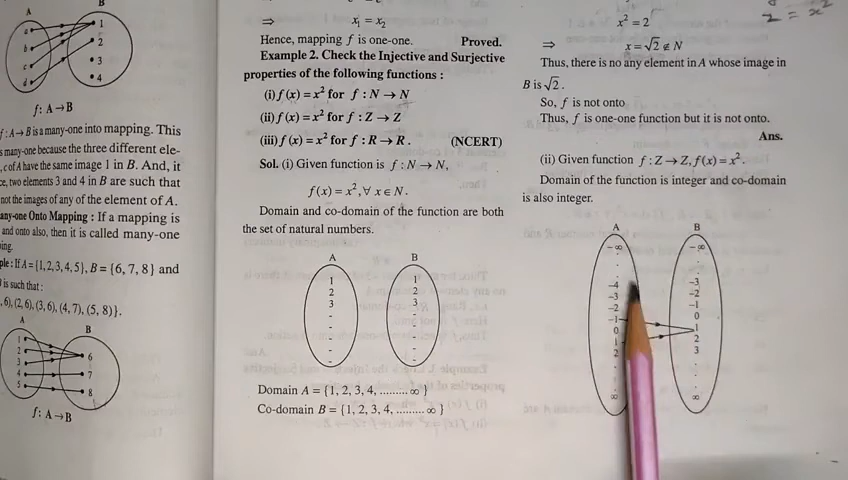 A
B
a
b
c
d
1
2
3
4
f: A→B
f : A→B is a many-one into mapping. This
s many-one because the three different ele-
, c of A have the same image 1 in B. And, it
ce, two elements 3 and 4 in B are such that
not the images of any of the element of A.
any-one Onto Mapping : If a mapping is
and onto also, then it is called many-one
ing.
ple : If A = {1, 2, 3, 4, 5}, B = {6, 7, 8} and
is such that :
, 6), (2, 6), (3, 6), (4, 7), (5, 8)}.
A
B
1
2
3
4
5
6
7
8
f: A→B
⇒ x₁ = x₂
Hence, mapping f is one-one. Proved.
Example 2. Check the Injective and Surjective
properties of the following functions :
(i) f (x) = x² for f : N → N
(ii) f (x) = x² for f : Z → Z
(iii) f (x) = x² for f : R → R . (NCERT)
Sol. (i) Given function is f : N → N,
f(x) = x², ∀ x ∈ N .
Domain and co-domain of the function are both
the set of natural numbers.
A
B
1
2
3
1
2
3
Domain A = {1, 2, 3, 4, ......... ∞ }
Co-domain B = {1, 2, 3, 4, ......... ∞ }
2 = x²
x² = 2
⇒ x = √2 ∉ N
Thus, there is no any element in A whose image in
B is √2 .
So, f is not onto
Thus, f is one-one function but it is not onto.
Ans.
(ii) Given function f : Z → Z, f(x) = x².
Domain of the function is integer and co-domain
is also integer.
A
B
–∞
–4
–3
–2
–1
0
1
2
∞
–∞
–3
–2
–1
0
1
2
3
∞